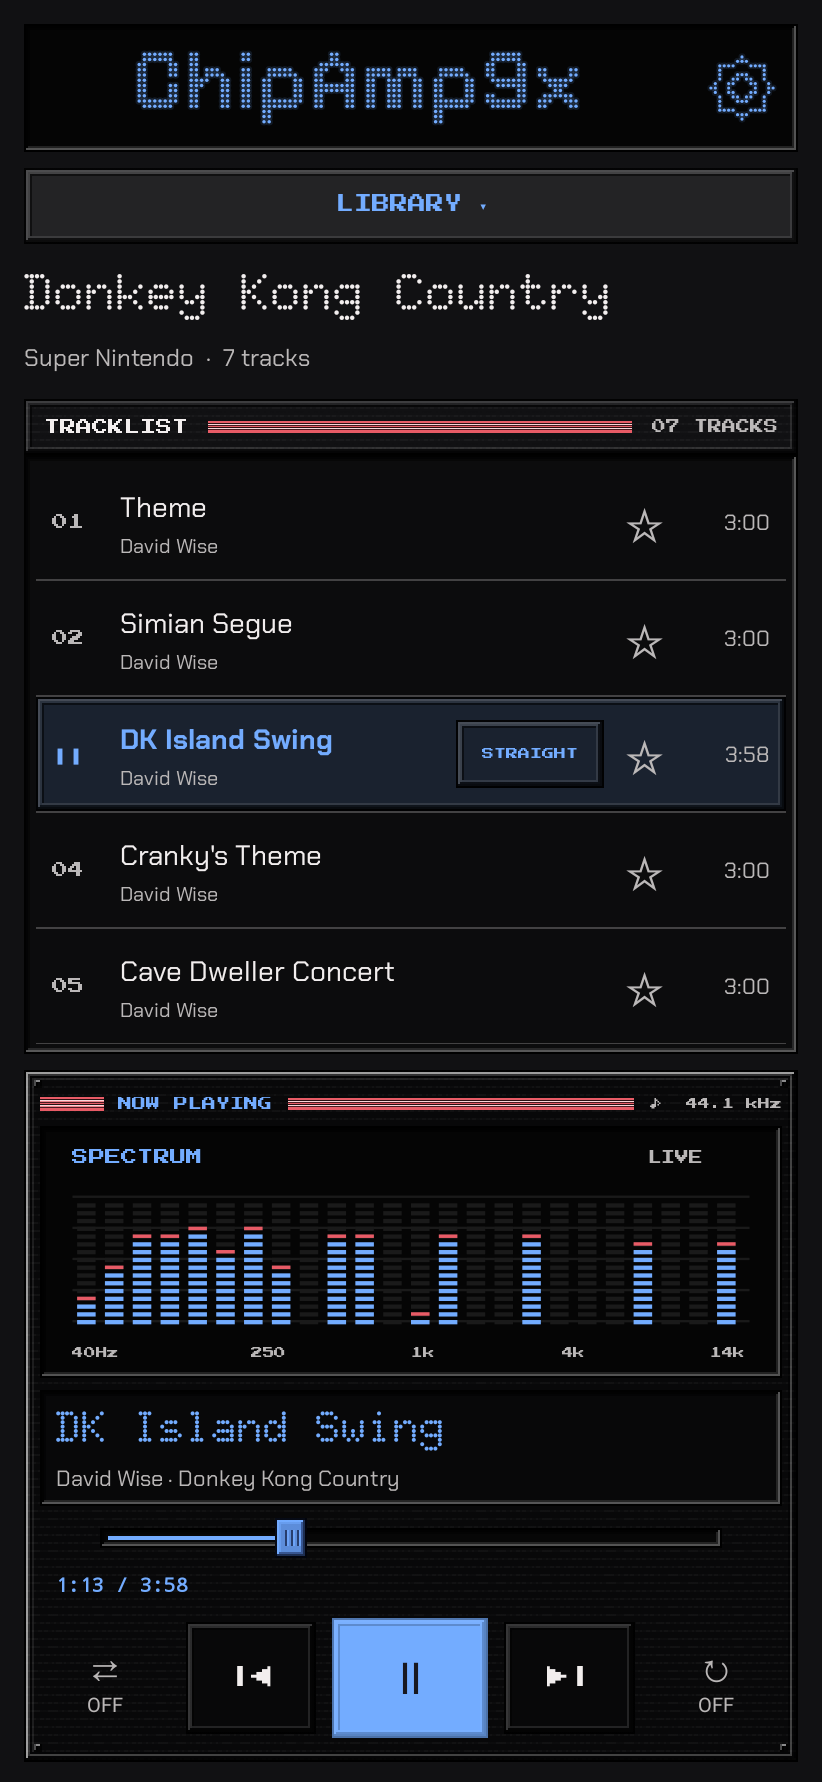 ChipAmp9x
LIBRARY ▾
Donkey Kong Country
Super Nintendo · 7 tracks
TRACKLIST 07 TRACKS
01 Theme 3:00
David Wise
02 Simian Segue 3:00
David Wise
DK Island Swing STRAIGHT 3:58
David Wise
04 Cranky's Theme 3:00
David Wise
05 Cave Dweller Concert 3:00
David Wise
NOW PLAYING ♪ 44.1 kHz
SPECTRUM LIVE
40Hz 250 1k 4k 14k
DK Island Swing
David Wise · Donkey Kong Country
1:13 / 3:58
OFF OFF